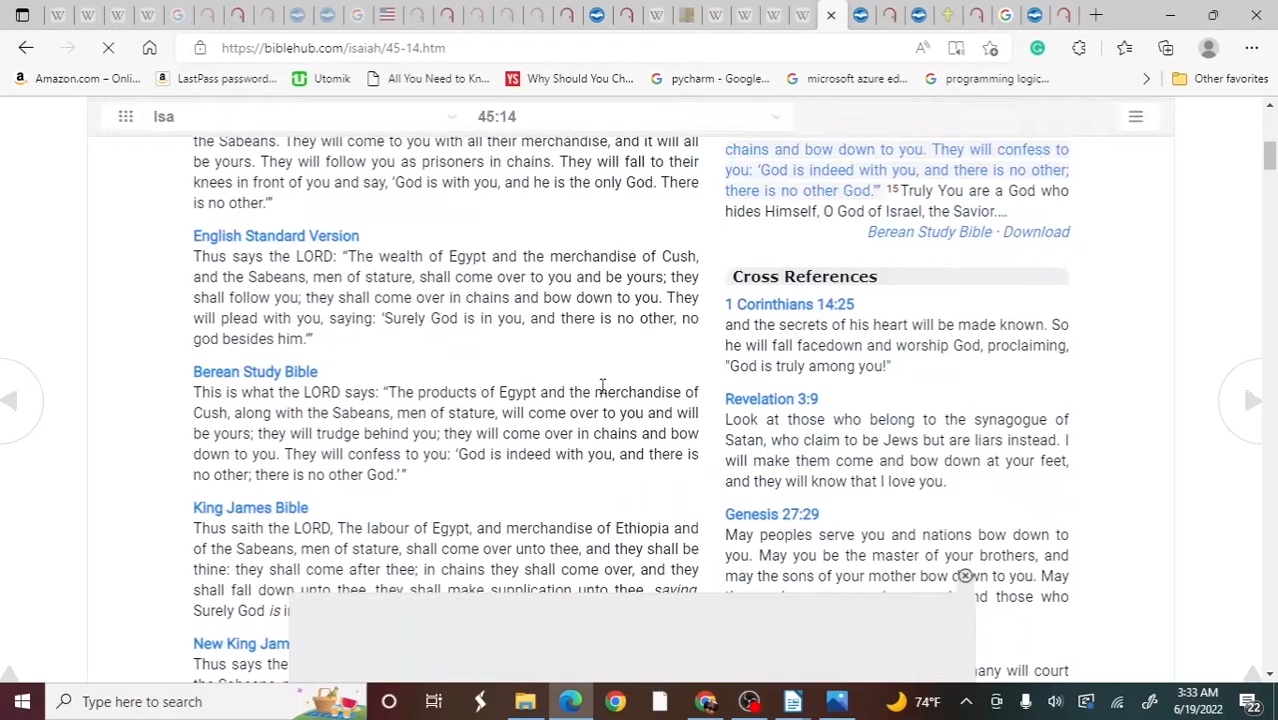 https://biblehub.com/isaiah/45-14.htm
Amazon.com – Onli...
LastPass password...
Utomik
All You Need to Kn...
Why Should You Ch...
pycharm - Google...
microsoft azure ed...
programming logic...
Other favorites
Isa
45:14
the Sabeans. They will come to you with all their merchandise, and it will all
be yours. They will follow you as prisoners in chains. They will fall to their
knees in front of you and say, ‘God is with you, and he is the only God. There
is no other.’”
English Standard Version
Thus says the LORD: “The wealth of Egypt and the merchandise of Cush,
and the Sabeans, men of stature, shall come over to you and be yours; they
shall follow you; they shall come over in chains and bow down to you. They
will plead with you, saying: ‘Surely God is in you, and there is no other, no
god besides him.’”
Berean Study Bible
This is what the LORD says: “The products of Egypt and the merchandise of
Cush, along with the Sabeans, men of stature, will come over to you and will
be yours; they will trudge behind you; they will come over in chains and bow
down to you. They will confess to you: ‘God is indeed with you, and there is
no other; there is no other God.’”
King James Bible
Thus saith the LORD, The labour of Egypt, and merchandise of Ethiopia and
of the Sabeans, men of stature, shall come over unto thee, and they shall be
thine: they shall come after thee; in chains they shall come over, and they
shall fall down unto thee, they shall make supplication unto thee, saying
Surely God is i
New King Jam
Thus says the
chains and bow down to you. They will confess to
you: ‘God is indeed with you, and there is no other;
there is no other God.’” 15Truly You are a God who
hides Himself, O God of Israel, the Savior....
Berean Study Bible · Download
Cross References
1 Corinthians 14:25
and the secrets of his heart will be made known. So
he will fall facedown and worship God, proclaiming,
"God is truly among you!"
Revelation 3:9
Look at those who belong to the synagogue of
Satan, who claim to be Jews but are liars instead. I
will make them come and bow down at your feet,
and they will know that I love you.
Genesis 27:29
May peoples serve you and nations bow down to
you. May you be the master of your brothers, and
may the sons of your mother bow down to you. May
nd those who
many will court
Type here to search
74°F
3:33 AM
6/19/2022
22